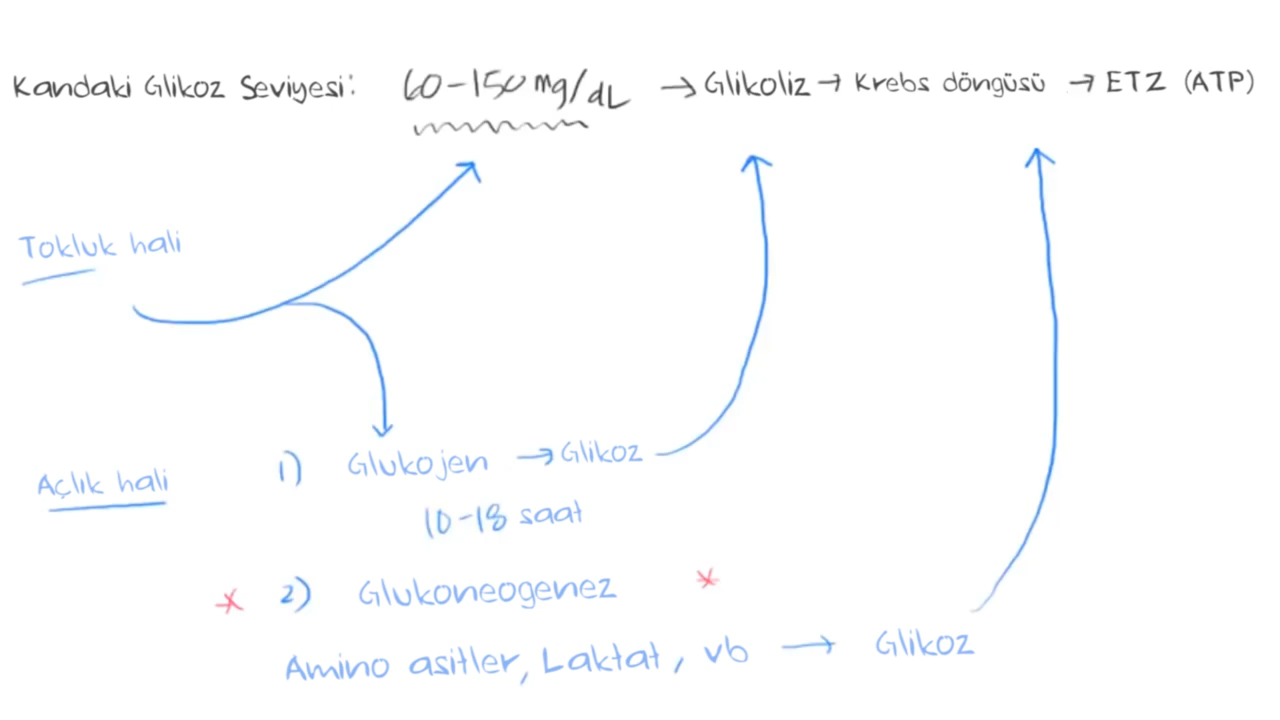 Kandaki Glikoz Seviyesi: 60-150 mg/dL → Glikoliz → Krebs döngüsü → ETZ (ATP)
Tokluk hali
Açlık hali
1) Glukojen → Glikoz
10-18 saat
* 2) Glukoneogenez *
Amino asitler, Laktat, vb → Glikoz